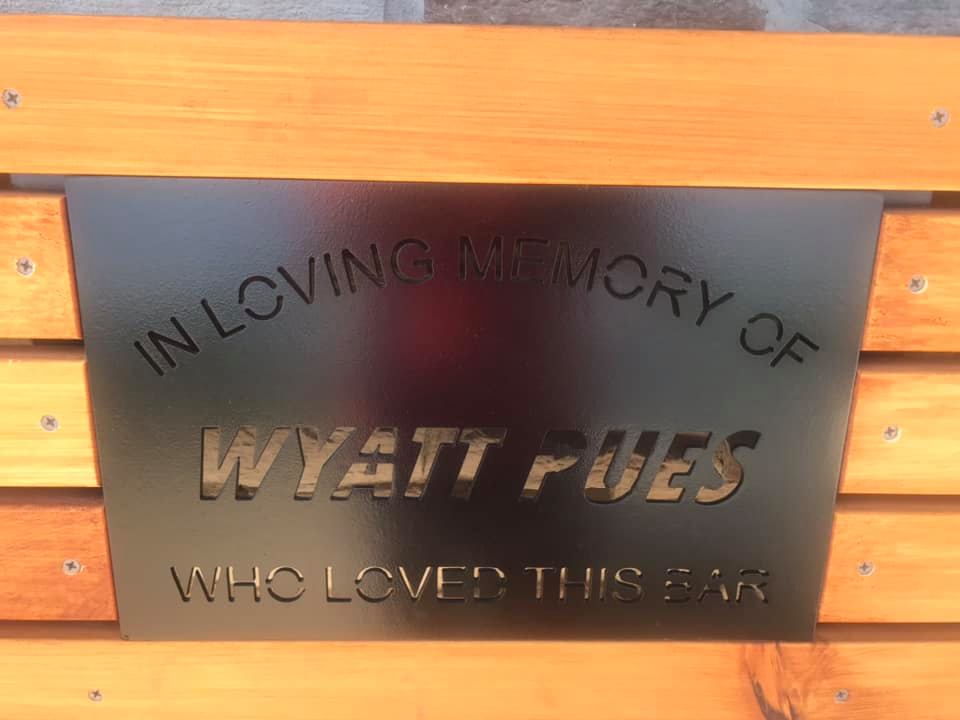 IN LOVING MEMORY OF
WYATT PUES
WHO LOVED THIS BAR